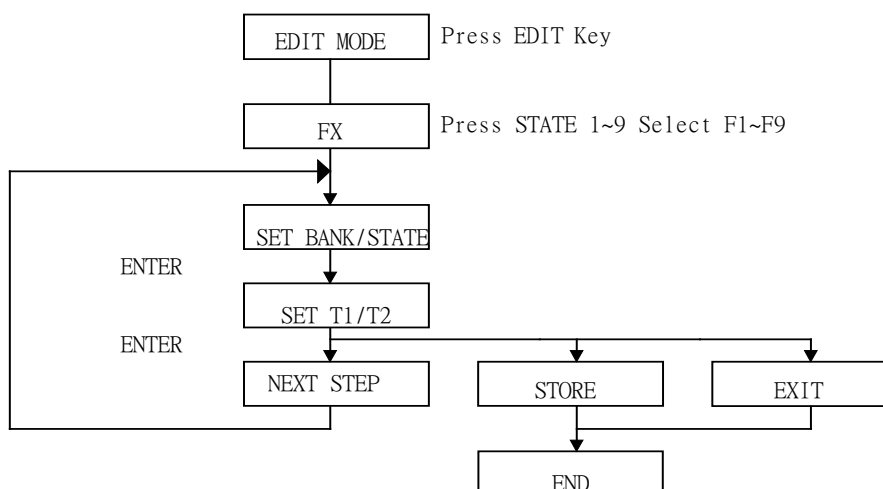 EDIT MODE
Press EDIT Key
FX
Press STATE 1~9 Select F1~F9
SET BANK/STATE
ENTER
SET T1/T2
ENTER
NEXT STEP
STORE
EXIT
END